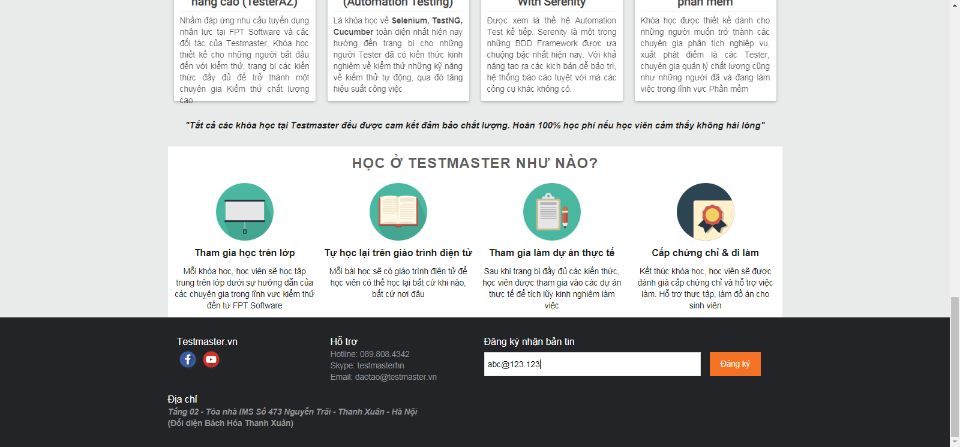 nâng cao (TesterAZ)
Nhằm đáp ứng nhu cầu tuyển dụng
nhân lực tại FPT Software và các
đối tác của Testmaster, Khóa học
thiết kế cho những người bắt đầu
đến với kiểm thử, trang bị các kiến
thức đầy đủ để trở thành một
chuyên gia Kiểm thử chất lượng
cao
(Automation Testing)
Là khóa học về Selenium, TestNG,
Cucumber toàn diện nhất hiện nay
hướng đến trang bị cho những
người Tester đã có kiến thức kinh
nghiệm về kiểm thử những kỹ năng
về kiểm thử tự động, qua đó tăng
hiệu suất công việc
With Serenity
Được xem là thế hệ Automation
Test kế tiếp. Serenity là một trong
những BDD Framework được ưa
chuộng bậc nhất hiện nay. Với khả
năng tạo ra các kịch bản dễ bảo trì,
hệ thống báo cáo tuyệt vời mà các
công cụ khác không có.
phần mềm
Khóa học được thiết kế dành cho
những người muốn trở thành các
chuyên gia phân tích nghiệp vụ,
xuất phát điểm là các Tester,
chuyên gia quản lý chất lượng cũng
như những người đã và đang làm
việc trong lĩnh vực Phần mềm
"Tất cả các khóa học tại Testmaster đều được cam kết đảm bảo chất lượng. Hoàn 100% học phí nếu học viên cảm thấy không hài lòng"
HỌC Ở TESTMASTER NHƯ NÀO?
Tham gia học trên lớp
Mỗi khóa học, học viên sẽ học tập
trung trên lớp dưới sự hướng dẫn của
các chuyên gia trong lĩnh vực kiểm thử
đến từ FPT Software
Tự học lại trên giáo trình điện tử
Mỗi bài học sẽ có giáo trình điện tử để
học viên có thể học lại bất cứ khi nào,
bất cứ nơi đâu
Tham gia làm dự án thực tế
Sau khi trang bị đầy đủ các kiến thức,
học viên được tham gia vào các dự án
thực tế để tích lũy kinh nghiệm làm
việc
Cấp chứng chỉ & đi làm
Kết thúc khóa học, học viên sẽ được
đánh giá cấp chứng chỉ và hỗ trợ việc
làm. Hỗ trợ thực tập, làm đồ án cho
sinh viên
Testmaster.vn
Hỗ trợ
Hotline: 089.808.4342
Skype: testmasterhn
Email: daotao@testmaster.vn
Đăng ký nhận bản tin
abc@123.123
Đăng ký
Địa chỉ
Tầng 02 - Tòa nhà IMS Số 473 Nguyễn Trãi - Thanh Xuân - Hà Nội
(Đối diện Bách Hóa Thanh Xuân)